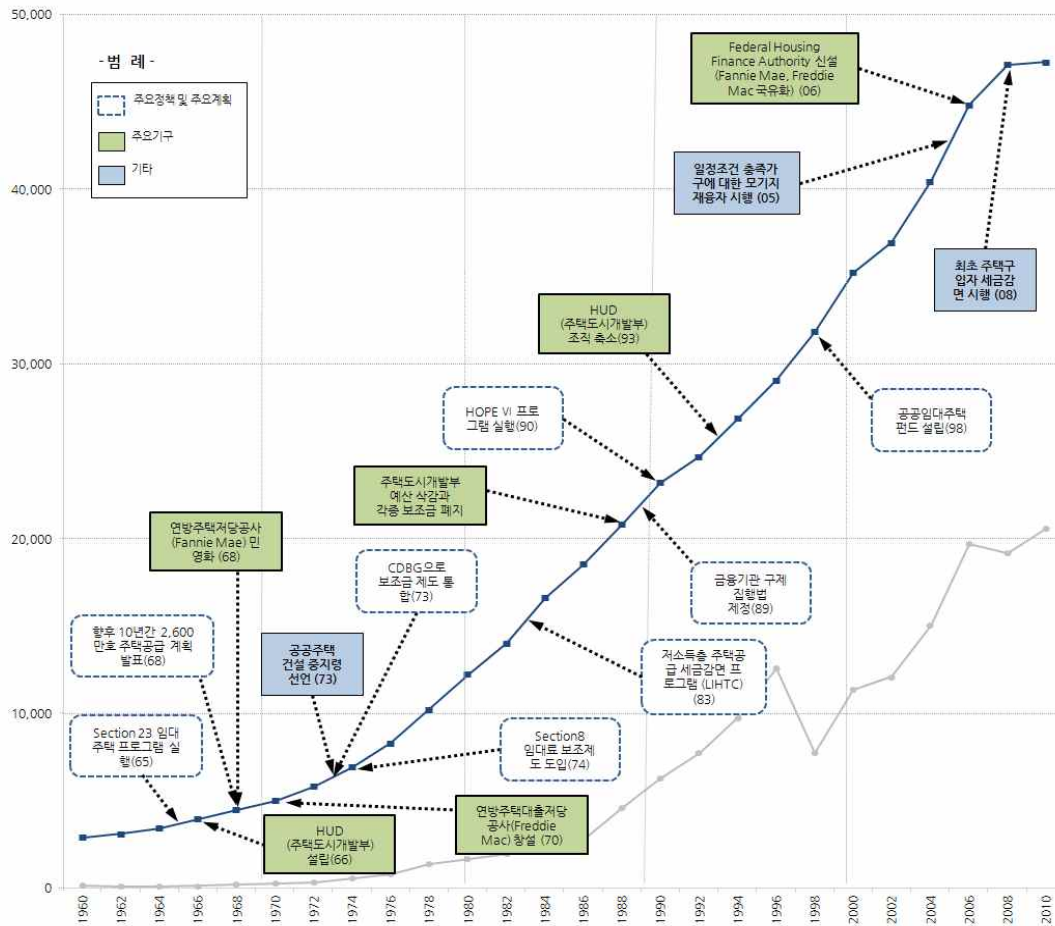 50,000
40,000
30,000
20,000
10,000
0
- 범 례 -
주요정책 및 주요계획
주요기구
기타
Federal Housing
Finance Authority 신설
(Fannie Mae, Freddie
Mac 국유화) (06)
일정조건 충족가
구에 대한 모기지
재융자 시행 (05)
최초 주택구
입자 세금감
면 시행 (08)
HUD
(주택도시개발부)
조직 축소(93)
HOPE VI 프로
그램 실행(90)
공공임대주택
펀드 설립(98)
주택도시개발부
예산 삭감과
각종 보조금 폐지
연방주택저당공사
(Fannie Mae) 민
영화 (68)
CDBG으로
보조금 제도 통
합(73)
금융기관 구제
집행법
제정(89)
향후 10년간 2,600
만호 주택공급 계획
발표(68)
공공주택
건설 중지령
선언 (73)
저소득층 주택공
급 세금감면 프로
그램 (LIHTC)
(83)
Section 23 임대
주택 프로그램 실
행(65)
Section8
임대료 보조제
도 도입(74)
HUD
(주택도시개발부)
설립(66)
연방주택대출저당
공사(Freddie
Mac) 창설 (70)
1960
1962
1964
1966
1968
1970
1972
1974
1976
1978
1980
1982
1984
1986
1988
1990
1992
1994
1996
1998
2000
2002
2004
2006
2008
2010